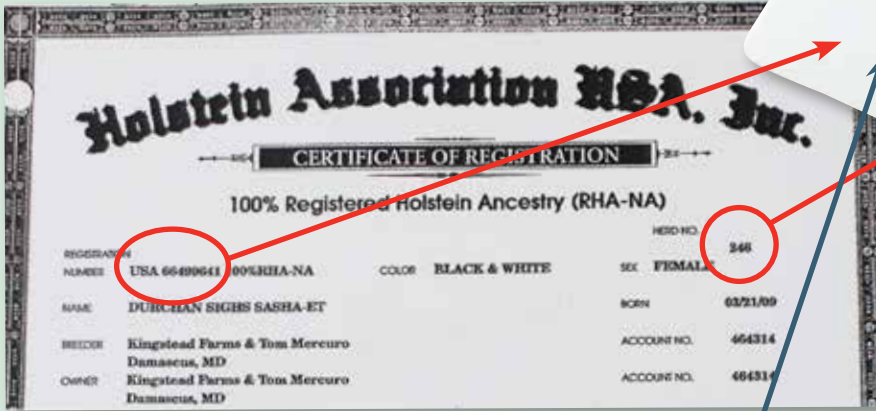 Holstein Association USA, Inc.
CERTIFICATE OF REGISTRATION
100% Registered Holstein Ancestry (RHA-NA)
HERD NO. 246
REGISTRATION NUMBER USA 66499641 100%RHA-NA COLOR BLACK & WHITE SEX FEMALE
NAME DURCHAN SIGHS SASHA-ET BORN 03/21/09
BREEDER Kingstead Farms & Tom Mercuro ACCOUNT NO. 464314
Damascus, MD
OWNER Kingstead Farms & Tom Mercuro ACCOUNT NO. 464314
Damascus, MD